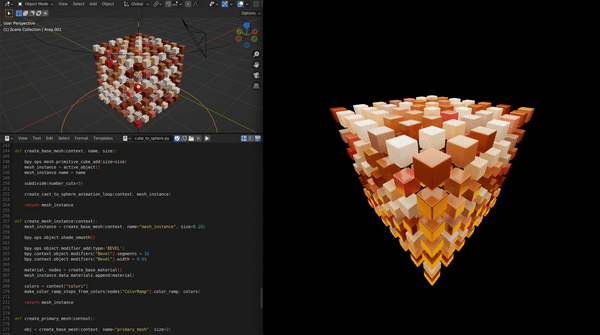 Object Mode
View
Select
Add
Object
Global
Options
User Perspective
(1) Scene Collection | Area.001
View
Text
Edit
Select
Format
Templates
cube_to_sphere.py
def create_base_mesh(context, name, size):
bpy.ops.mesh.primitive_cube_add(size=size)
mesh_instance = active_object()
mesh_instance.name = name
subdivide(number_cuts=5)
create_cast_to_sphere_animation_loop(context, mesh_instance)
return mesh_instance
def create_mesh_instance(context):
mesh_instance = create_base_mesh(context, name="mesh_instance", size=0.18)
bpy.ops.object.shade_smooth()
bpy.ops.object.modifier_add(type="BEVEL")
bpy.context.object.modifiers["Bevel"].segments = 16
bpy.context.object.modifiers["Bevel"].width = 0.01
material, nodes = create_base_material()
mesh_instance.data.materials.append(material)
colors = context["colors"]
make_color_ramp_stops_from_colors(nodes["ColorRamp"].color_ramp, colors)
return mesh_instance
def create_primary_mesh(context):
obj = create_base_mesh(context, name="primary_mesh", size=2)